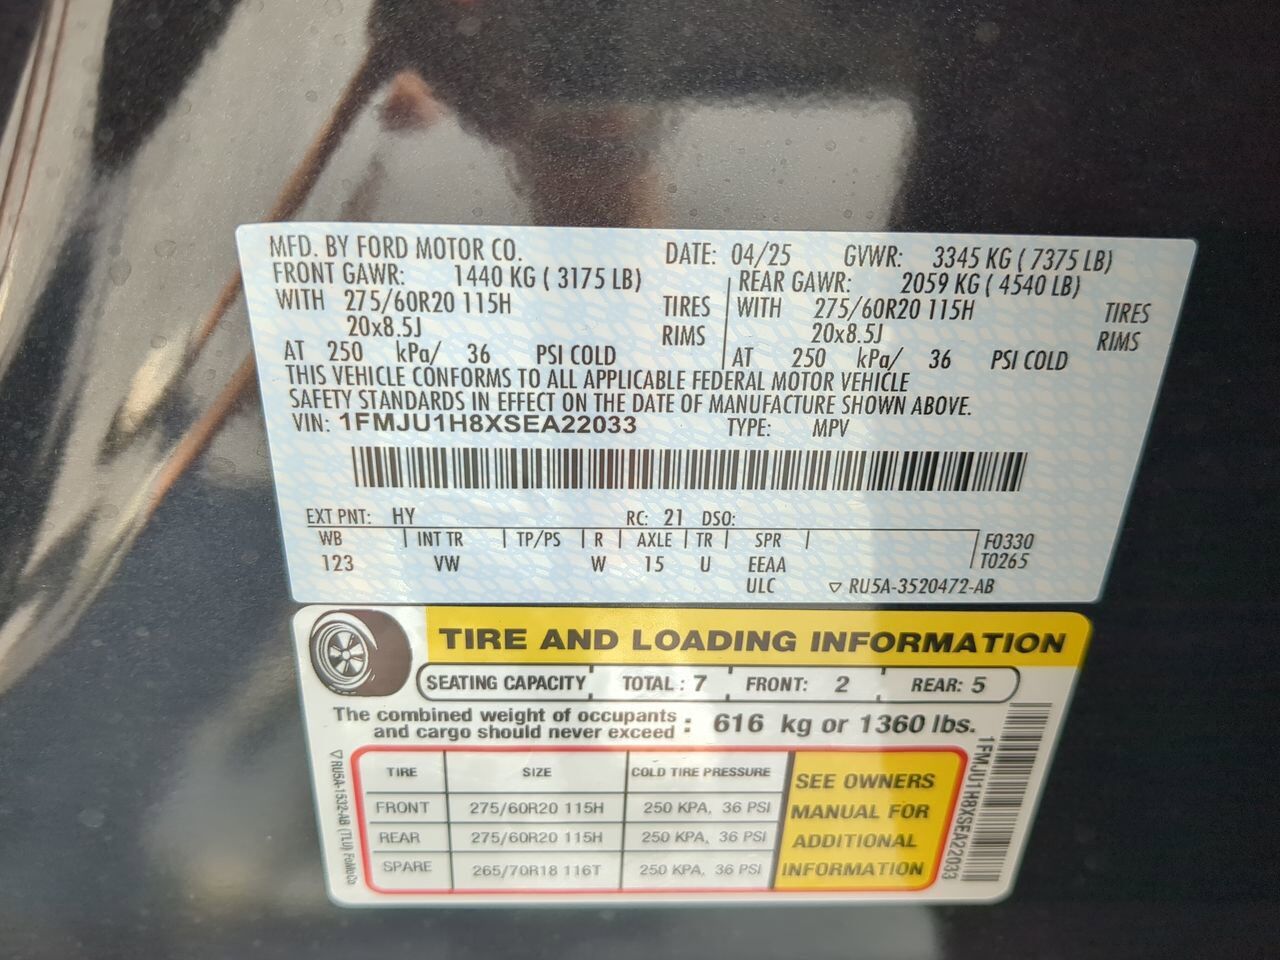 MFD. BY FORD MOTOR CO. DATE: 04/25 GVWR: 3345 KG ( 7375 LB)
FRONT GAWR: 1440 KG ( 3175 LB) REAR GAWR: 2059 KG ( 4540 LB)
WITH 275/60R20 115H TIRES WITH 275/60R20 115H TIRES
20x8.5J RIMS 20x8.5J RIMS
AT 250 kPa/ 36 PSI COLD AT 250 kPa/ 36 PSI COLD
THIS VEHICLE CONFORMS TO ALL APPLICABLE FEDERAL MOTOR VEHICLE
SAFETY STANDARDS IN EFFECT ON THE DATE OF MANUFACTURE SHOWN ABOVE.
VIN: 1FMJU1H8XSEA22033 TYPE: MPV
EXT PNT: HY RC: 21 DSO:
WB INT TR TP/PS R AXLE TR SPR F0330
123 VW W 15 U EEAA T0265
ULC ▽ RU5A-3520472-AB
TIRE AND LOADING INFORMATION
SEATING CAPACITY TOTAL : 7 FRONT: 2 REAR: 5
The combined weight of occupants
and cargo should never exceed : 616 kg or 1360 lbs.
TIRE SIZE COLD TIRE PRESSURE
FRONT 275/60R20 115H 250 KPA, 36 PSI
REAR 275/60R20 115H 250 KPA, 36 PSI
SPARE 265/70R18 116T 250 KPA, 36 PSI
SEE OWNERS
MANUAL FOR
ADDITIONAL
INFORMATION
▽ RU5A-1532-AB (TLU) FoMoCo
1FMJU1H8XSEA22033